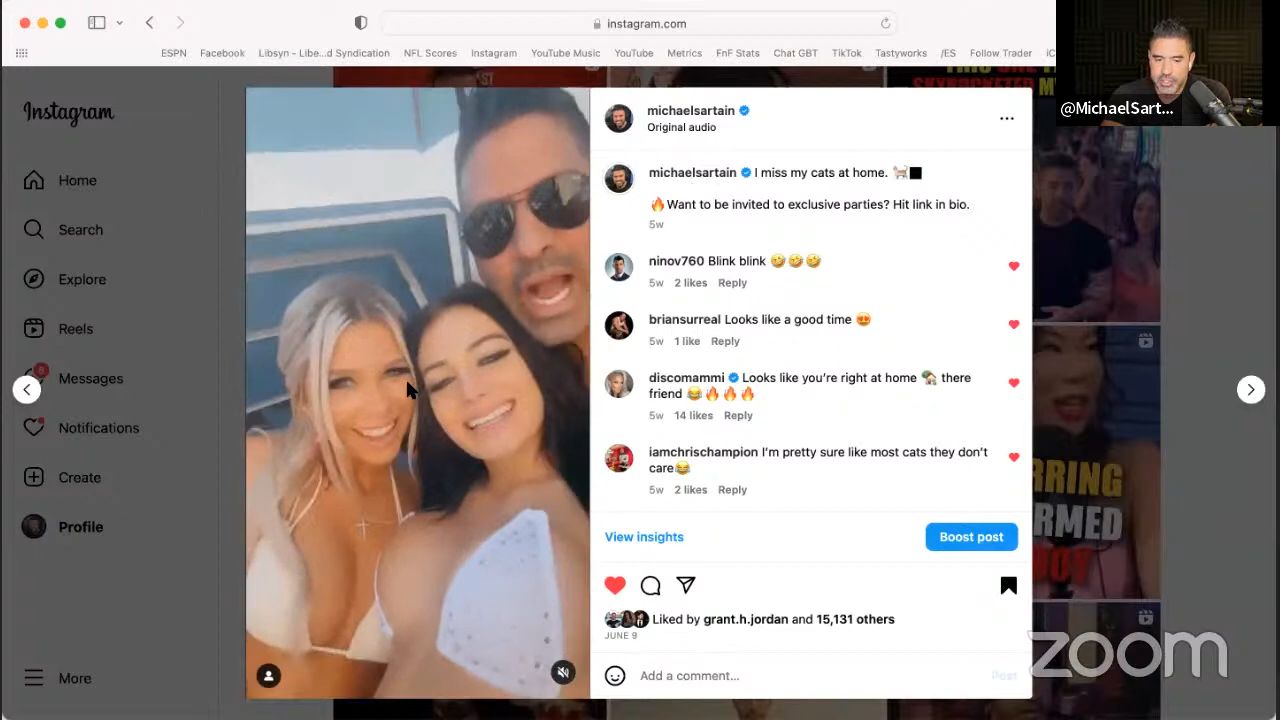 instagram.com
ESPN Facebook Libsyn - Libe...d Syndication NFL Scores Instagram YouTube Music YouTube Metrics FnF Stats Chat GBT TikTok Tastyworks /ES Follow Trader iC
@MichaelSart...
Instagram
Home
Search
Explore
Reels
8
Messages
Notifications
Create
Profile
More
michaelsartain
Original audio
michaelsartain I miss my cats at home. 🐈⬛
🔥Want to be invited to exclusive parties? Hit link in bio.
5w
ninov760 Blink blink 🤣🤣🤣
5w 2 likes Reply
briansurreal Looks like a good time 😍
5w 1 like Reply
discomammi Looks like you're right at home 🏡 there
friend 😂🔥🔥🔥
5w 14 likes Reply
iamchrischampion I'm pretty sure like most cats they don't
care😂
5w 2 likes Reply
View insights
Boost post
Liked by grant.h.jordan and 15,131 others
JUNE 9
Add a comment...
Post
RRING
RMED
OY
zoom